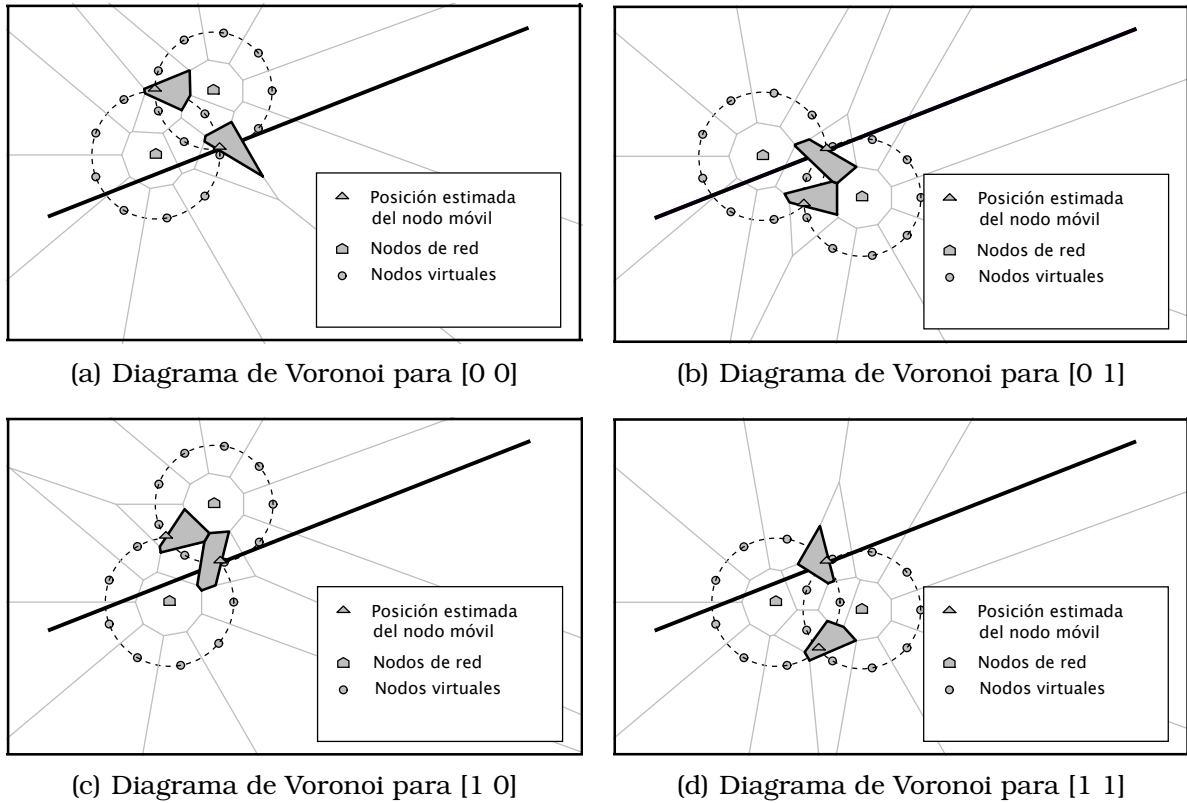 Posición estimada
del nodo móvil
Nodos de red
Nodos virtuales
(a) Diagrama de Voronoi para [0 0]
Posición estimada
del nodo móvil
Nodos de red
Nodos virtuales
(b) Diagrama de Voronoi para [0 1]
Posición estimada
del nodo móvil
Nodos de red
Nodos virtuales
(c) Diagrama de Voronoi para [1 0]
Posición estimada
del nodo móvil
Nodos de red
Nodos virtuales
(d) Diagrama de Voronoi para [1 1]